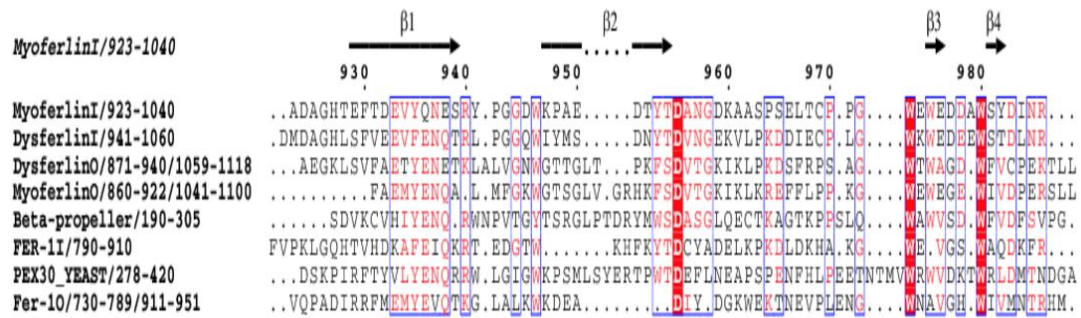 β1 β2 β3 β4
MyoferlinI/923-1040
930 940 950 960 970 980
MyoferlinI/923-1040 ..ADAGHTEFTDEVYQNESRY.PGGDWKPAE.....DTYTDANGDKAASPSELTCP.PG....WEWEDDAWSYDINR...
DysferlinI/941-1060 .DMDAGHLSFVEEVFENQTRL.PGGQWIYMS.....DNYTDVNGEKVLPKDDIECP.LG....WKWEDEEWSTDLNR...
DysferlinO/871-940/1059-1118 ....AEGKLSVFAETYENETKLALVGNWGTTGLT..PKFSDVTGKIKLPKDSFRPS.AG....WTWAGD.WFVCPEKTLL
MyoferlinO/860-922/1041-1100 .........FAEMYENQA.L.MFGKWGTSGLV.GRHKFSDVTGKIKLKREFFLPP.KG....WEWEGE.WIVDPERSLL
Beta-propeller/190-305 .....SDVKCVHIYENQ.RWNPVTGYTSRGLPTDRYMWSDASGLQECTKAGTKPPSLQ....WAWVSD.WFVDFSVPG.
FER-1I/790-910 FVPKLGQHTVHDKAFEIQKRT.EDGTW.......KHFKYTDCYADELKPKDLDKHA.KG....WE.VGS.WAQDKFR...
PEX30_YEAST/278-420 ...DSKPIRFTYVLYENQRRW.LGIGWKPSMLSYERTPWTDEFLNEAPSPENFHLPEETNTMVWRWVDKTWRLDMTNDGA
Fer-1O/730-789/911-951 ..VQPADIRRFMEMYEVQTKG.LALKWKDEA.......DIY.DGKWEKTNEVPLENG....WNAVGH.WIVMNTRHM.